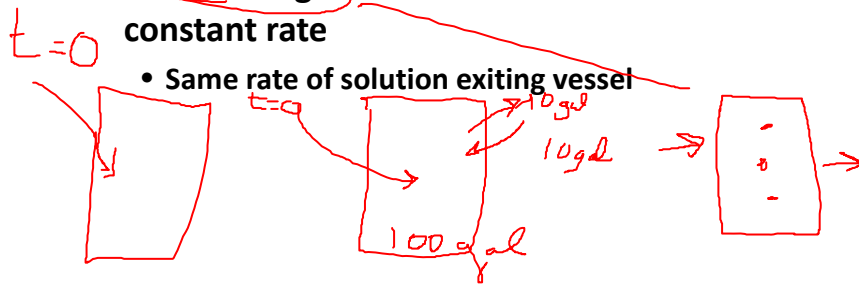 constant rate
t=0
• Same rate of solution exiting vessel
t=0
10 gal
10 gal
100 gal